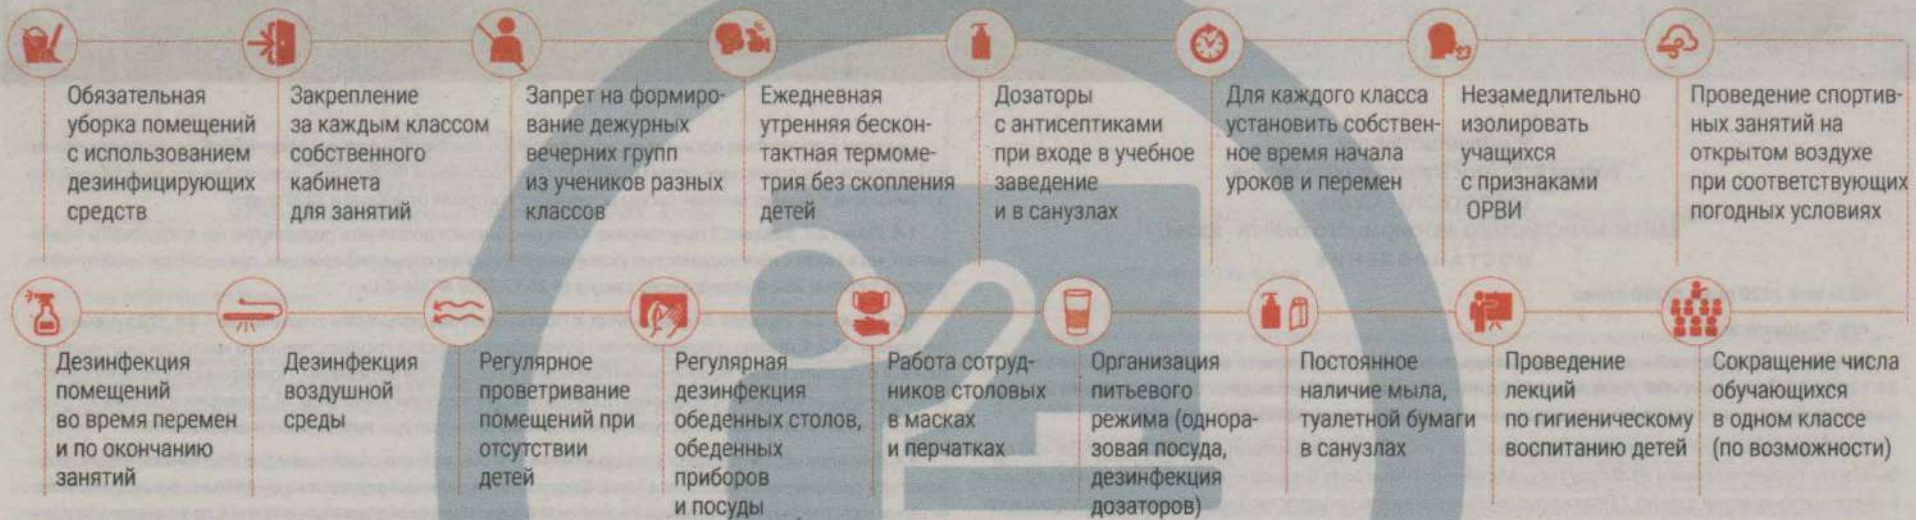 Обязательная
уборка помещений
с использованием
дезинфицирующих
средств
Закрепление
за каждым классом
собственного
кабинета
для занятий
Запрет на формиро-
вание дежурных
вечерних групп
из учеников разных
классов
Ежедневная
утренняя бескон-
тактная термоме-
трия без скопления
детей
Дозаторы
с антисептиками
при входе в учебное
заведение
и в санузлах
Для каждого класса
установить собствен-
ное время начала
уроков и перемен
Незамедлительно
изолировать
учащихся
с признаками
ОРВИ
Проведение спортив-
ных занятий на
открытом воздухе
при соответствующих
погодных условиях
Дезинфекция
помещений
во время перемен
и по окончанию
занятий
Дезинфекция
воздушной
среды
Регулярное
проветривание
помещений при
отсутствии
детей
Регулярная
дезинфекция
обеденных столов,
обеденных
приборов
и посуды
Работа сотруд-
ников столовых
в масках
и перчатках
Организация
питьевого
режима (однора-
зовая посуда,
дезинфекция
дозаторов)
Постоянное
наличие мыла,
туалетной бумаги
в санузлах
Проведение
лекций
по гигиеническому
воспитанию детей
Сокращение числа
обучающихся
в одном классе
(по возможности)